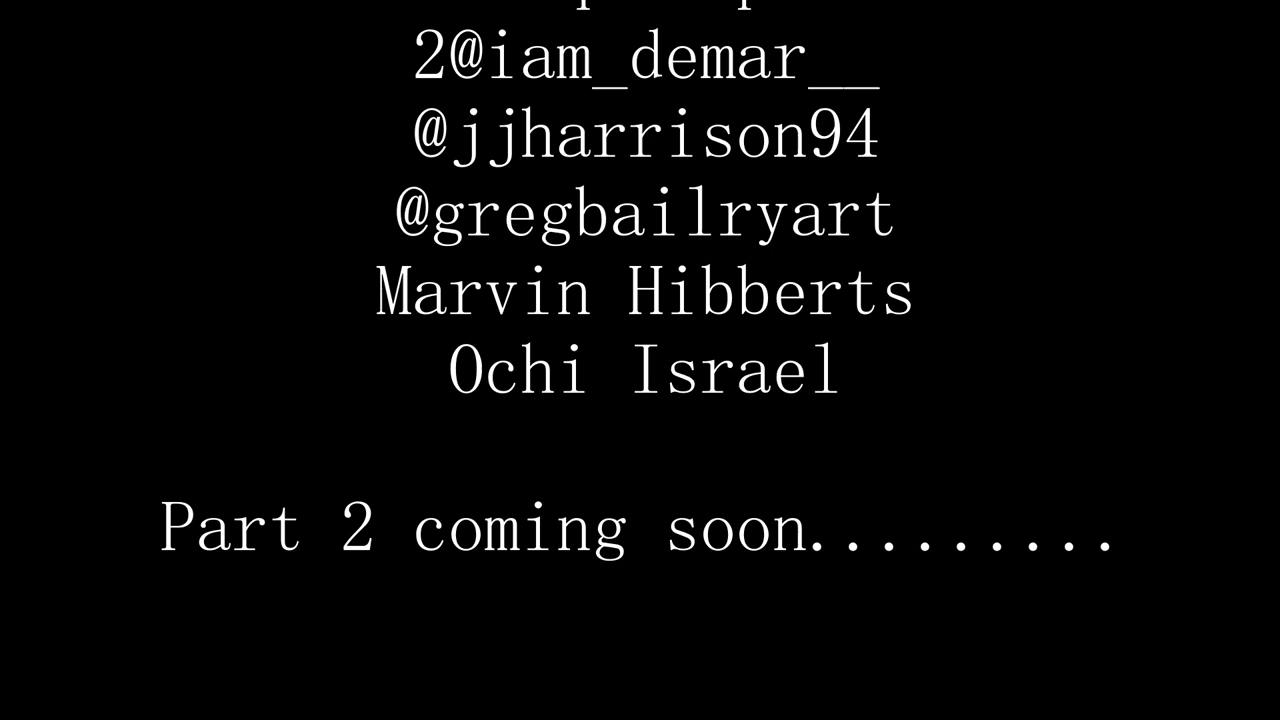 2@iam_demar__
@jjharrison94
@gregbailryart
Marvin Hibberts
Ochi Israel
Part 2 coming soon.........